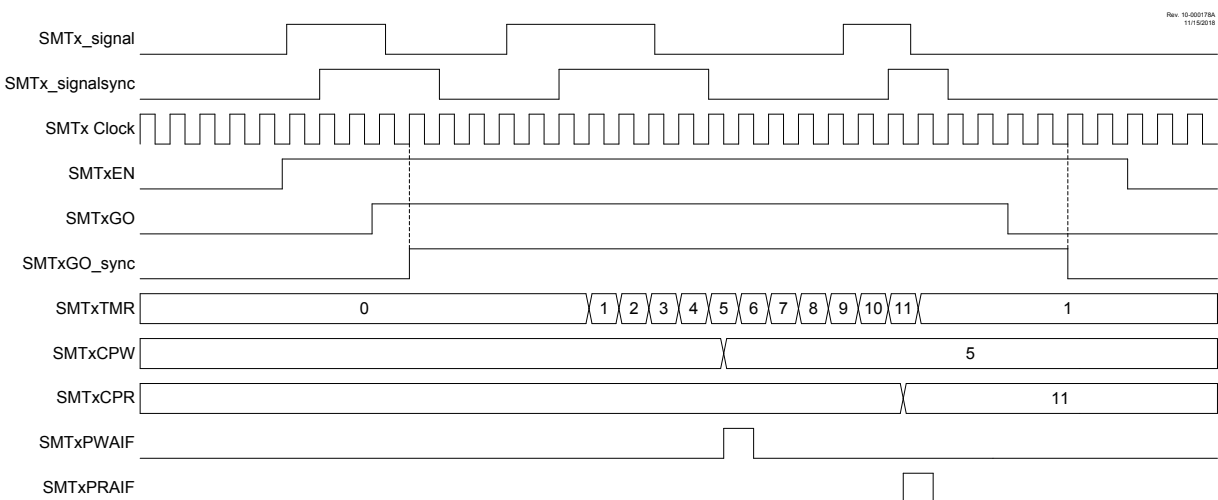 Rev. 10-000178A
11/15/2018
SMTx_signal
SMTx_signalsync
SMTx Clock
SMTxEN
SMTxGO
SMTxGO_sync
SMTxTMR 0 1 2 3 4 5 6 7 8 9 10 11 1
SMTxCPW 5
SMTxCPR 11
SMTxPWAIF
SMTxPRAIF